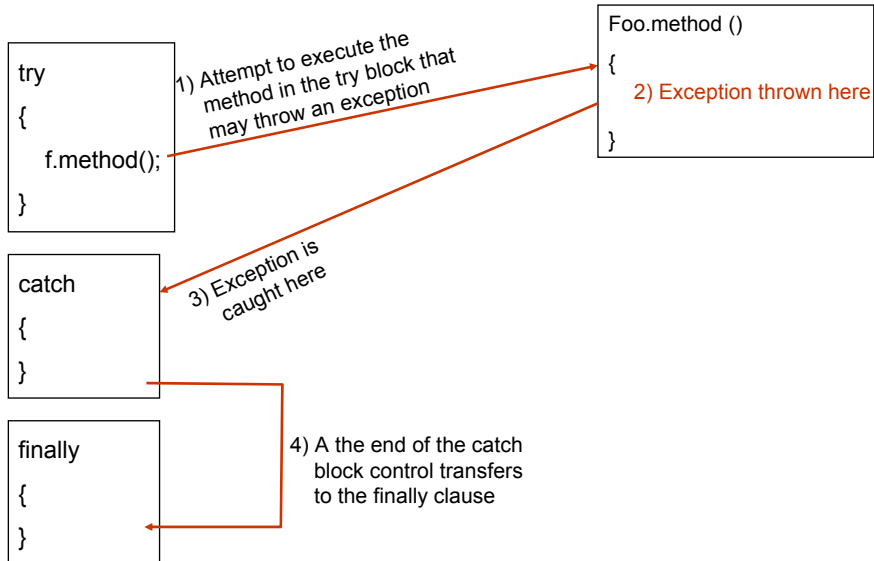 try
{
f.method();
}
1) Attempt to execute the
method in the try block that
may throw an exception
Foo.method ()
{
2) Exception thrown here
}
catch
{
}
3) Exception is
caught here
finally
{
}
4) A the end of the catch
block control transfers
to the finally clause